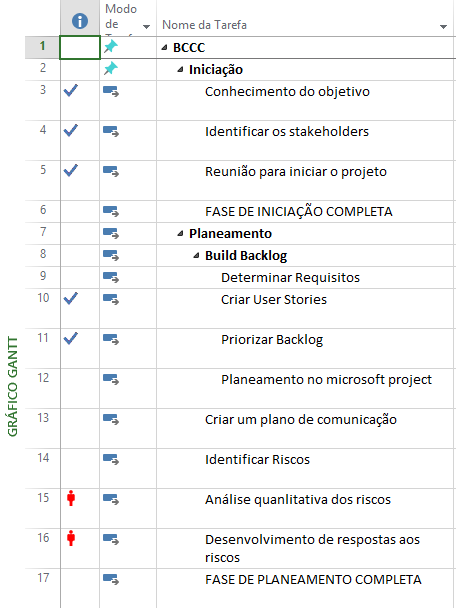 Modo
de
Nome da Tarefa
1 BCCC
2 Iniciação
3 Conhecimento do objetivo
4 Identificar os stakeholders
5 Reunião para iniciar o projeto
6 FASE DE INICIAÇÃO COMPLETA
7 Planeamento
8 Build Backlog
9 Determinar Requisitos
10 Criar User Stories
11 Priorizar Backlog
12 Planeamento no microsoft project
13 Criar um plano de comunicação
14 Identificar Riscos
15 Análise quanlitativa dos riscos
16 Desenvolvimento de respostas aos
riscos
17 FASE DE PLANEAMENTO COMPLETA
GRÁFICO GANTT